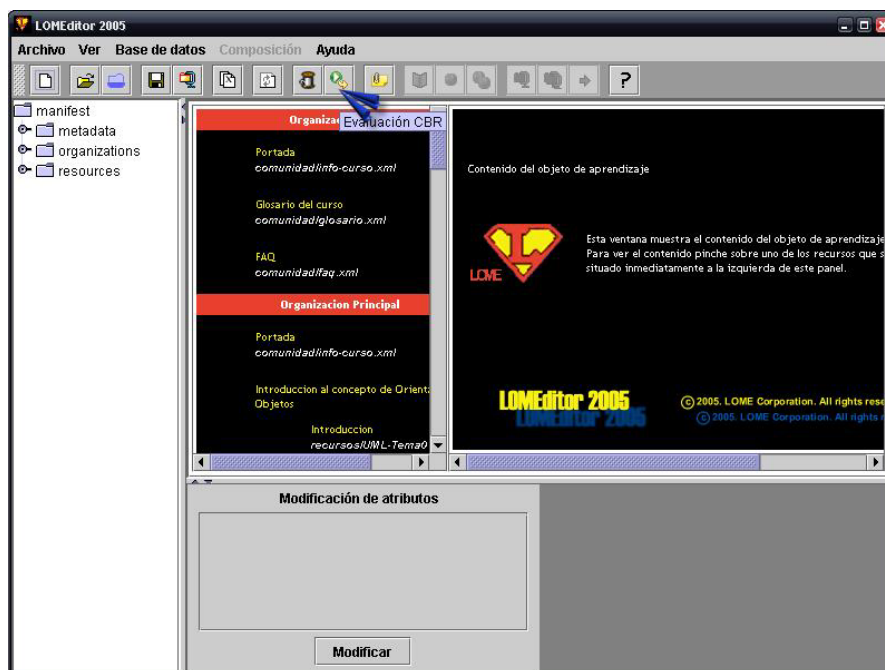 LOMEditor 2005
Archivo Ver Base de datos Composición Ayuda
?
manifest
metadata
organizations
resources
Evaluación CBR
Portada
comunidad/info-curso.xml
Glosario del curso
comunidad/glosario.xml
FAQ
comunidad/faq.xml
Organizacion Principal
Portada
comunidad/info-curso.xml
Introduccion al concepto de
Objetos
Introduccion
recursos/UML-Tema0
Contenido del objeto de aprendizaje
LOME
Esta ventana muestra el contenido del objeto de aprendizaje
Para ver el contenido pinche sobre uno de los recursos que s
situado inmediatamente a la izquierda de este panel.
LOMEditor 2005
LOMEditor 2005
© 2005. LOME Corporation. All rights rese
© 2005. LOME Corporation. All rights r
Modificación de atributos
Modificar